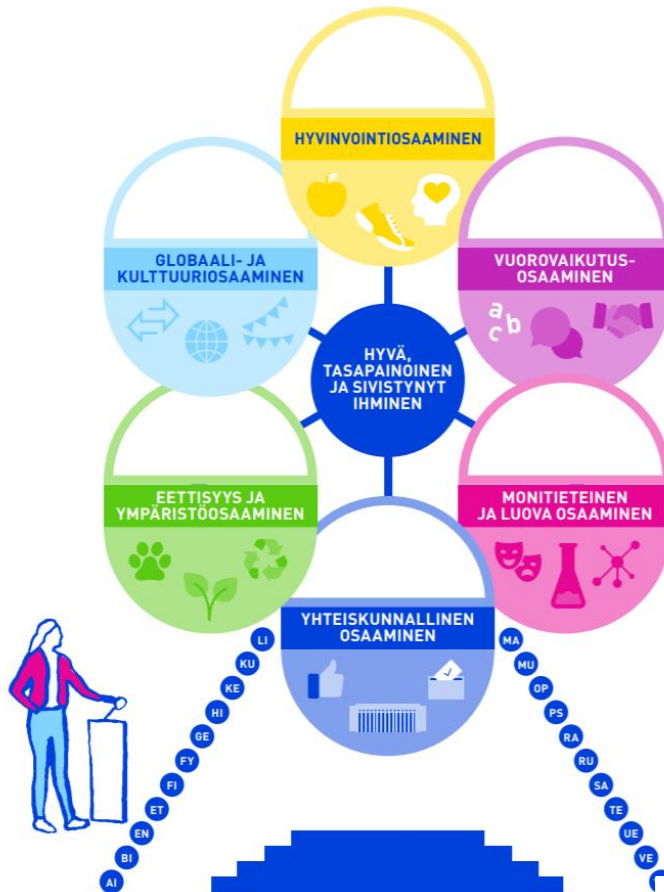 HYVINVOINTIOSAAMINEN
GLOBAALI- JA
KULTTUURIOSAAMINEN
VUOROVAIKUTUS-
OSAAMINEN
a
b
c
HYVÄ,
TASAPAINOINEN
JA SIVISTYNYT
IHMINEN
EETTISYYS JA
YMPÄRISTÖOSAAMINEN
MONITIETEINEN
JA LUOVA OSAAMINEN
YHTEISKUNNALLINEN
OSAAMINEN
LI
KU
KE
HI
GE
FY
FI
ET
EN
BI
AI
MA
MU
OP
PS
RA
RU
SA
TE
UE
VE